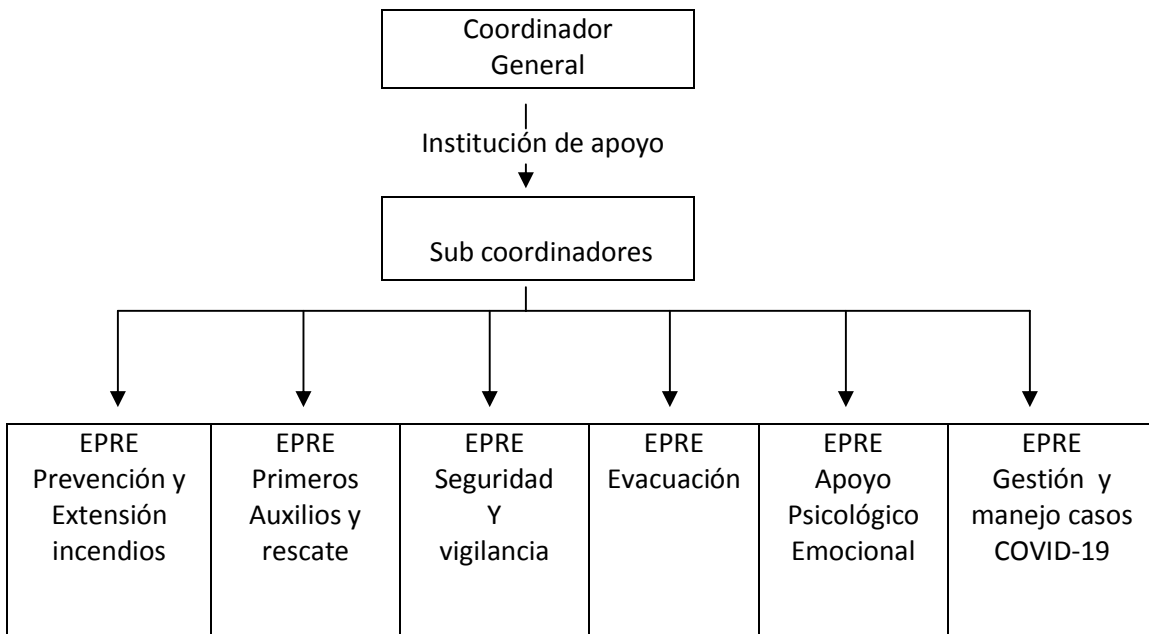 Coordinador
General
Institución de apoyo
Sub coordinadores
EPRE
Prevención y
Extensión
incendios
EPRE
Primeros
Auxilios y
rescate
EPRE
Seguridad
Y
vigilancia
EPRE
Evacuación
EPRE
Apoyo
Psicológico
Emocional
EPRE
Gestión y
manejo casos
COVID-19